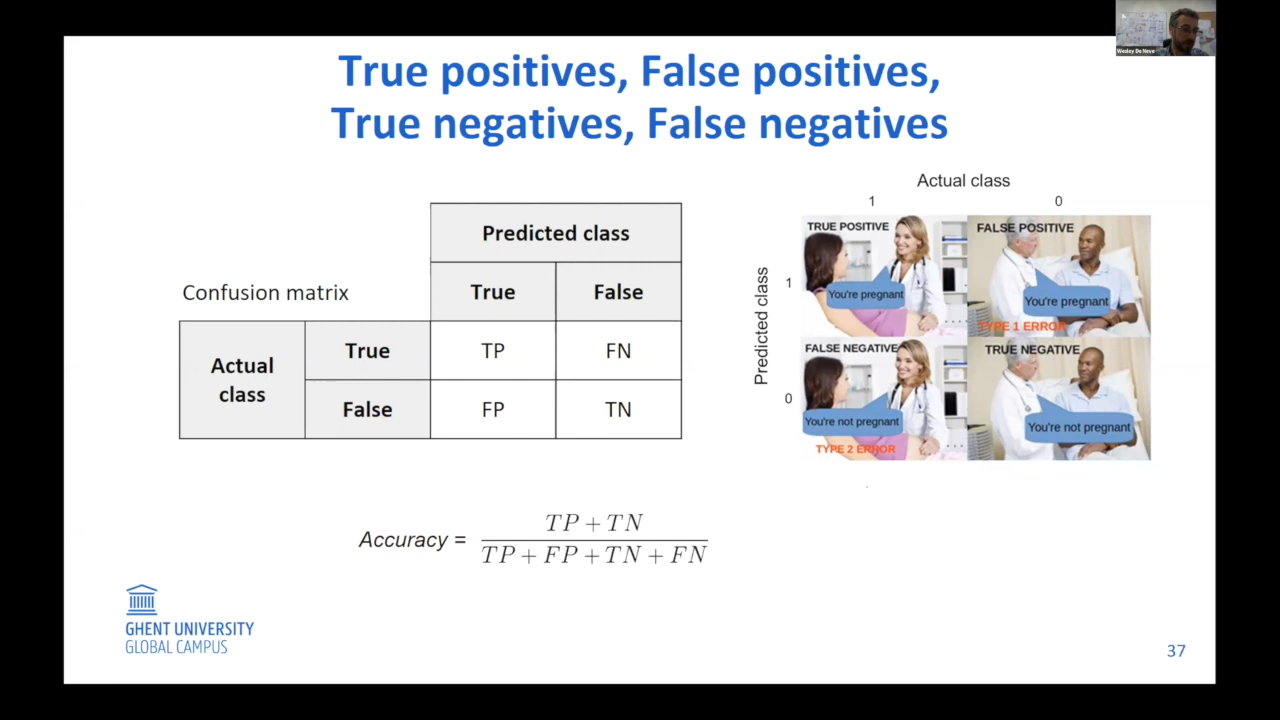 Wesley De Neve
True positives, False positives,
True negatives, False negatives
Confusion matrix
Predicted class
True False
Actual class
True TP FN
False FP TN
Actual class
1 0
Predicted class
1
0
TRUE POSITIVE
You're pregnant
FALSE POSITIVE
You're pregnant
TYPE 1 ERROR
FALSE NEGATIVE
You're not pregnant
TYPE 2 ERROR
TRUE NEGATIVE
You're not pregnant
Accuracy = TP + TN / TP + FP + TN + FN
GHENT UNIVERSITY
GLOBAL CAMPUS
37